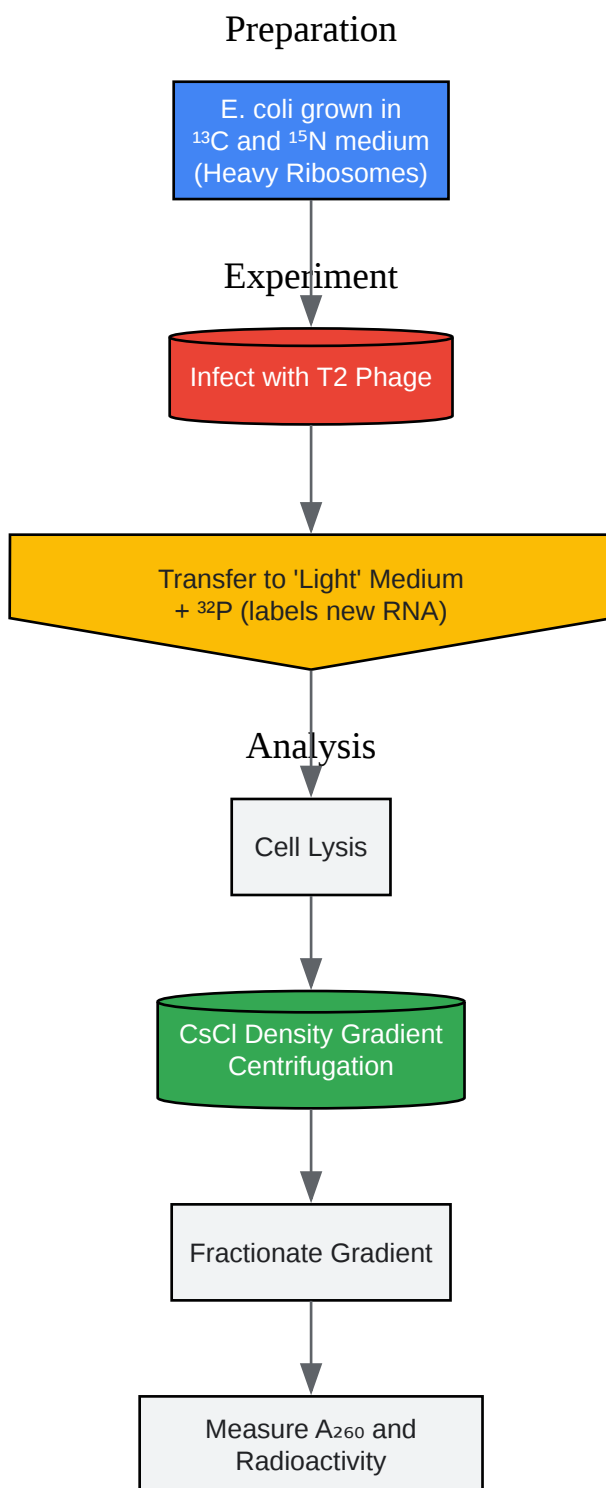 Preparation
E. coli grown in
¹³C and ¹⁵N medium
(Heavy Ribosomes)
Experiment
Infect with T2 Phage
Transfer to 'Light' Medium
+ ³²P (labels new RNA)
Analysis
Cell Lysis
CsCl Density Gradient
Centrifugation
Fractionate Gradient
Measure A₂₆₀ and
Radioactivity